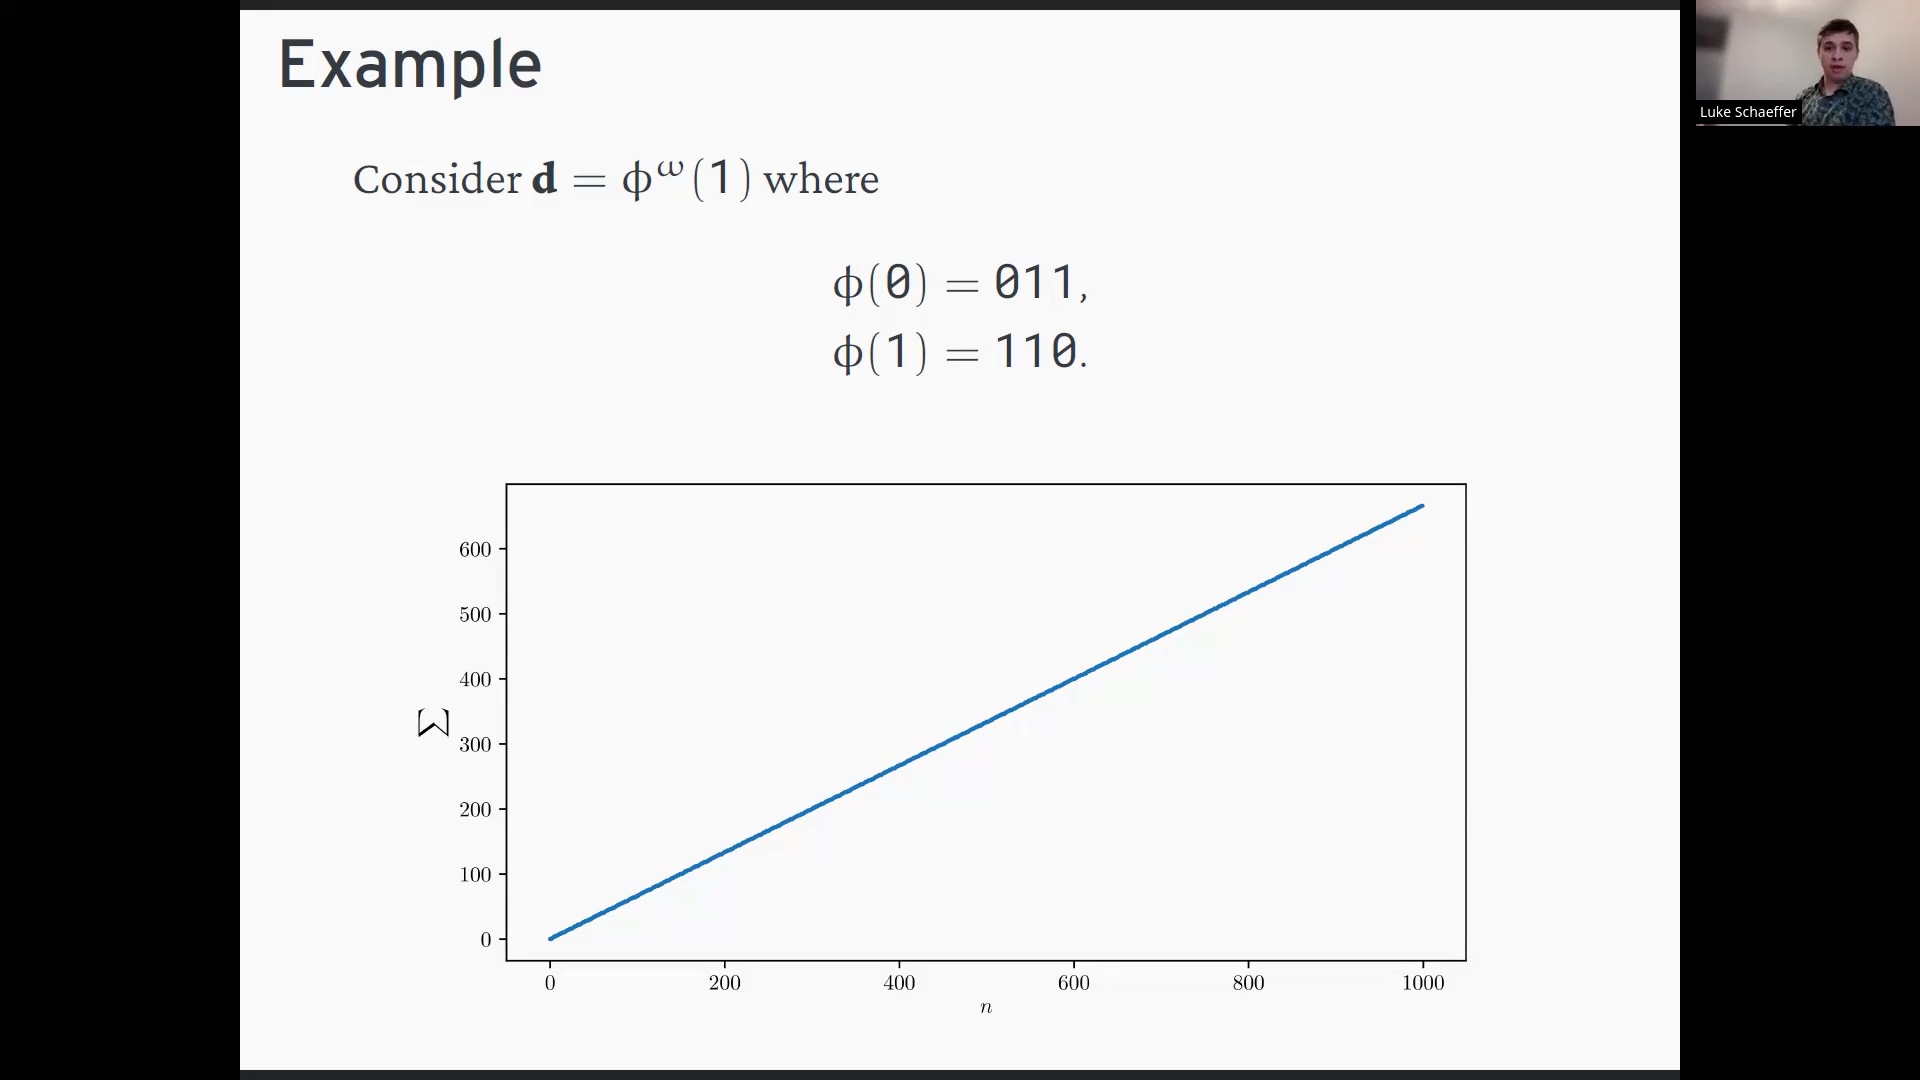 Example
Luke Schaeffer
Consider d = ϕ^ω(1) where
ϕ(0) = 011,
ϕ(1) = 110.
600
500
400
Σ
300
200
100
0
0 200 400 600 800 1000
n